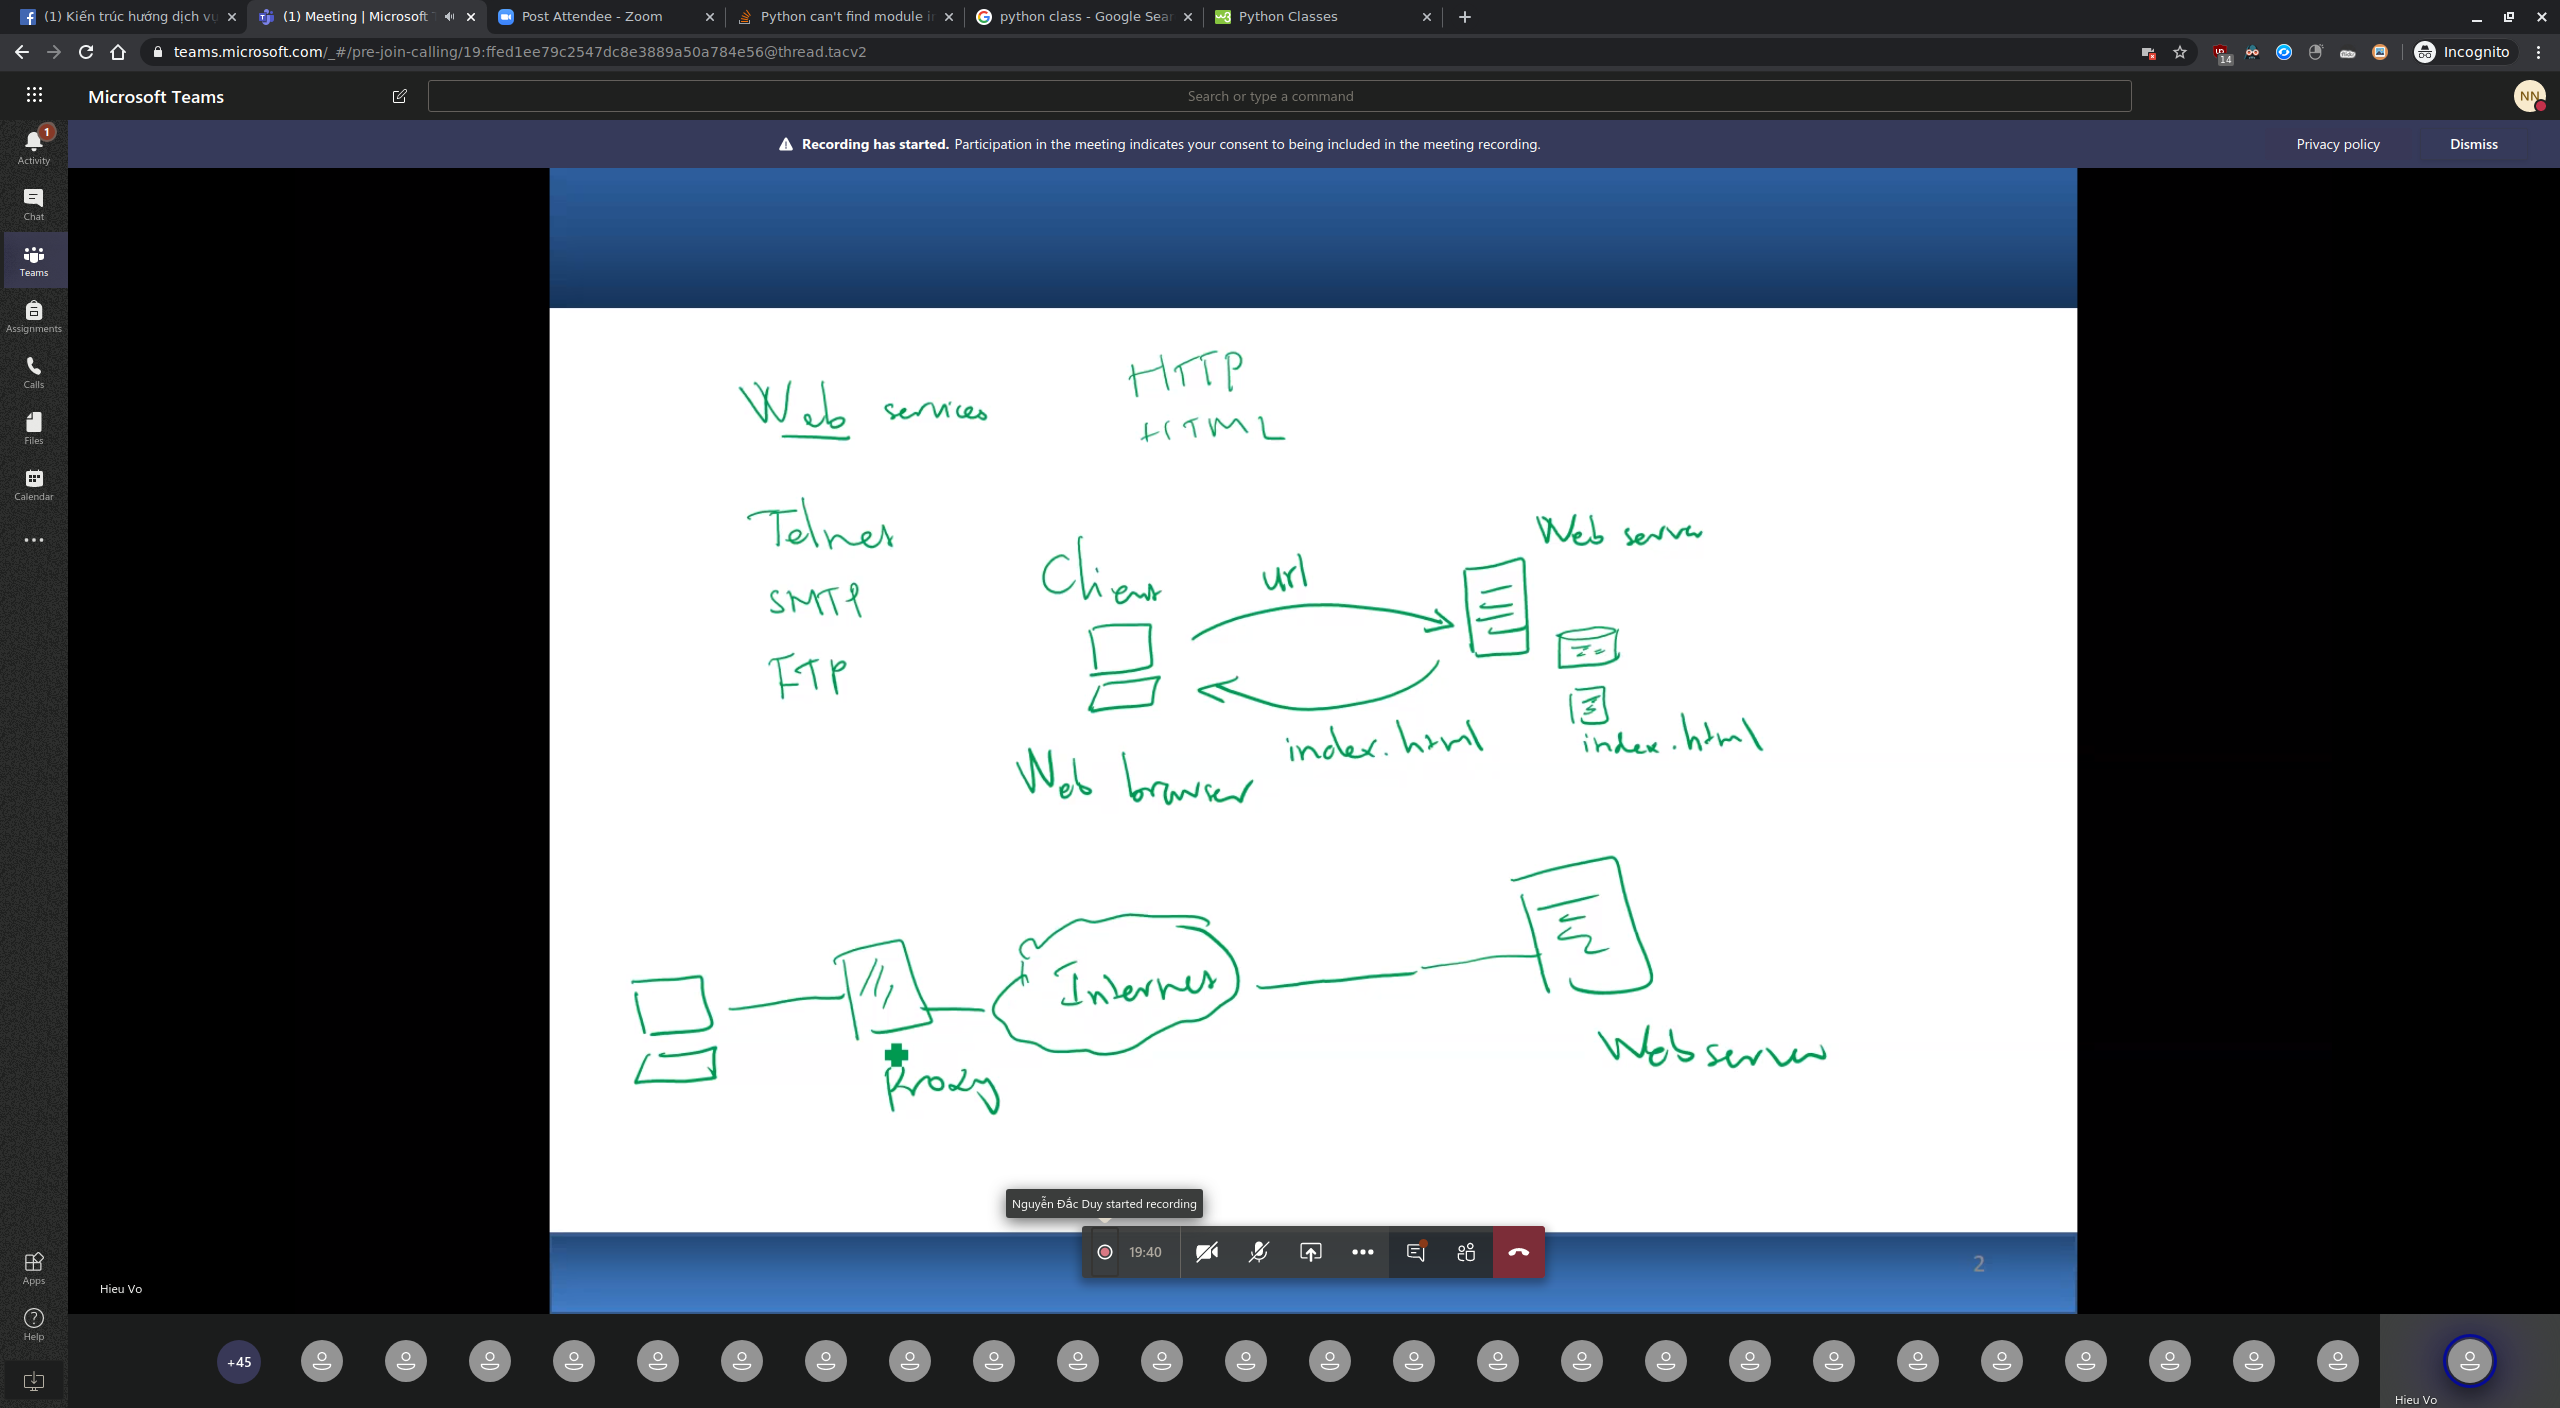 (1) Kiến trúc hướng dịch vụ
(1) Meeting | Microsoft T
Post Attendee - Zoom
Python can't find module in
python class - Google Sear
Python Classes
teams.microsoft.com/_#/pre-join-calling/19:ffed1ee79c2547dc8e3889a50a784e56@thread.tacv2
14
Incognito
Microsoft Teams
Search or type a command
NN
Recording has started. Participation in the meeting indicates your consent to being included in the meeting recording.
Privacy policy
Dismiss
1
Activity
Chat
Teams
Assignments
Calls
Files
Calendar
Apps
Help
Web services
HTTP
HTML
Telnet
SMTP
FTP
Client
url
Web server
index.html
index.html
Web browser
Internet
Proxy
Web server
Nguyễn Đắc Duy started recording
19:40
2
Hieu Vo
+45
Hieu Vo